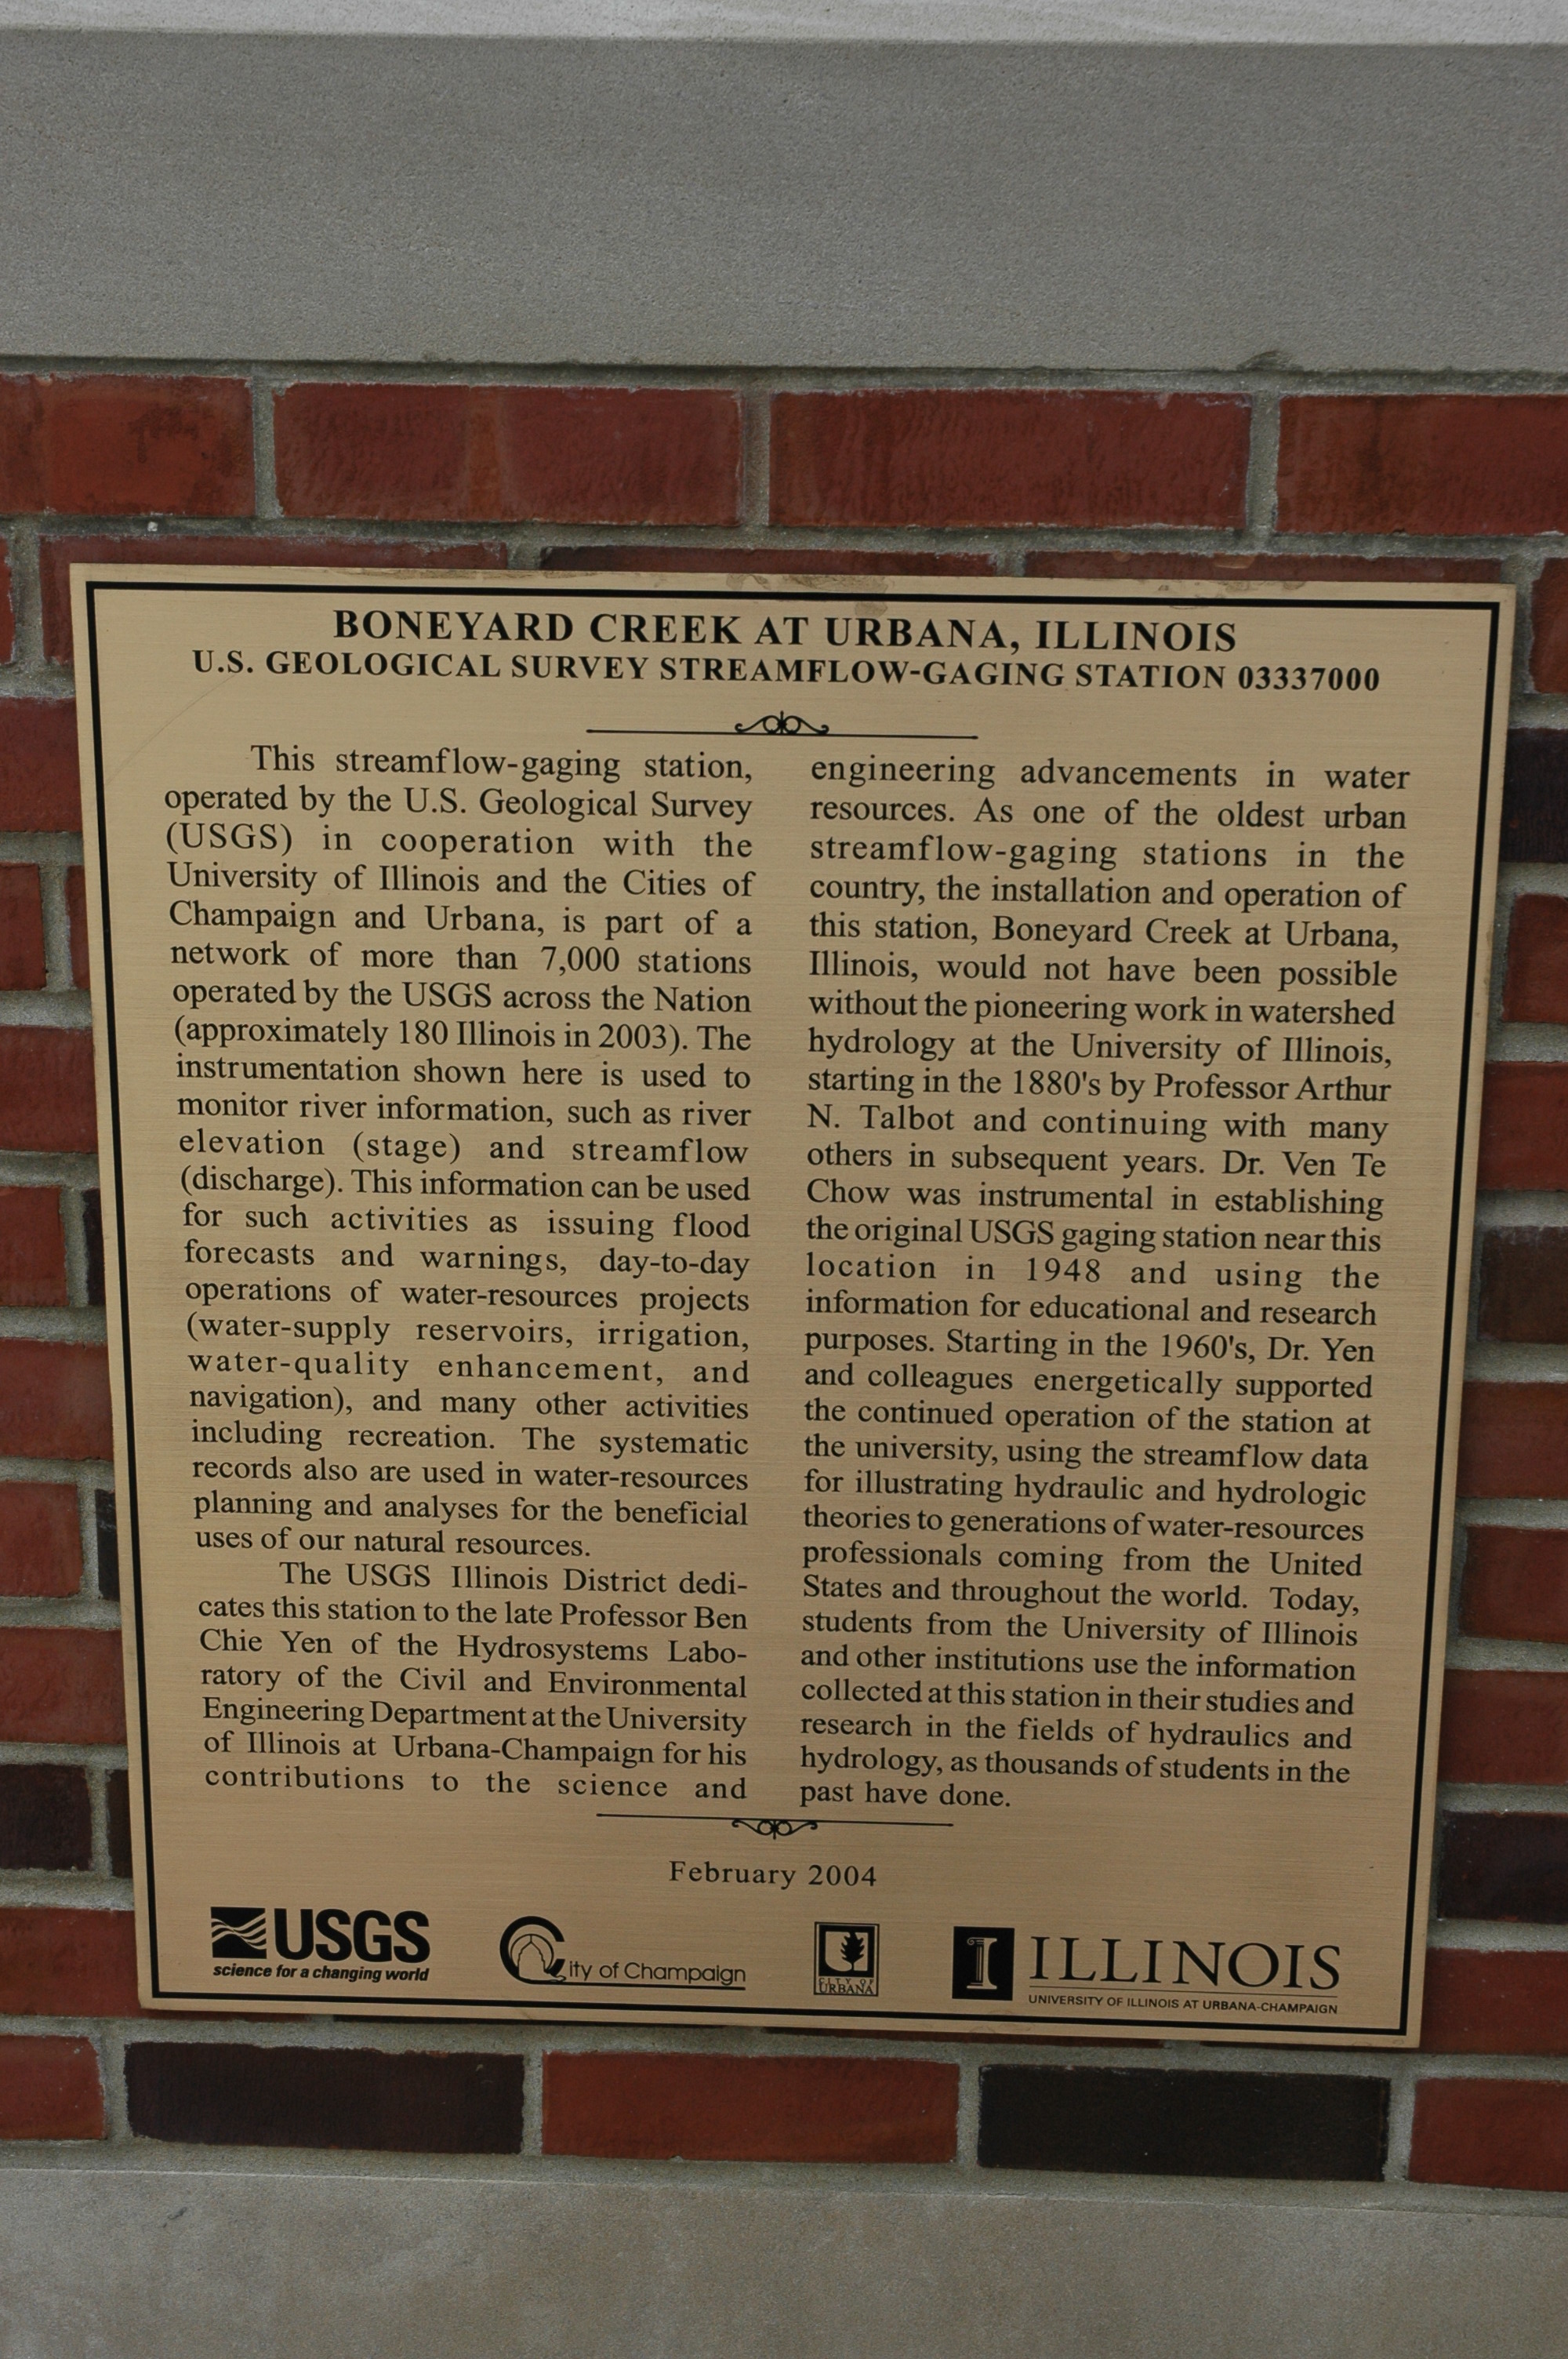 BONEYARD CREEK AT URBANA, ILLINOIS
U.S. GEOLOGICAL SURVEY STREAMFLOW-GAGING STATION 03337000
This streamflow-gaging station,
operated by the U.S. Geological Survey
(USGS) in cooperation with the
University of Illinois and the Cities of
Champaign and Urbana, is part of a
network of more than 7,000 stations
operated by the USGS across the Nation
(approximately 180 Illinois in 2003). The
instrumentation shown here is used to
monitor river information, such as river
elevation (stage) and streamflow
(discharge). This information can be used
for such activities as issuing flood
forecasts and warnings, day-to-day
operations of water-resources projects
(water-supply reservoirs, irrigation,
water-quality enhancement, and
navigation), and many other activities
including recreation. The systematic
records also are used in water-resources
planning and analyses for the beneficial
uses of our natural resources.
The USGS Illinois District dedi-
cates this station to the late Professor Ben
Chie Yen of the Hydrosystems Labo-
ratory of the Civil and Environmental
Engineering Department at the University
of Illinois at Urbana-Champaign for his
contributions to the science and
engineering advancements in water
resources. As one of the oldest urban
streamflow-gaging stations in the
country, the installation and operation of
this station, Boneyard Creek at Urbana,
Illinois, would not have been possible
without the pioneering work in watershed
hydrology at the University of Illinois,
starting in the 1880's by Professor Arthur
N. Talbot and continuing with many
others in subsequent years. Dr. Ven Te
Chow was instrumental in establishing
the original USGS gaging station near this
location in 1948 and using the
information for educational and research
purposes. Starting in the 1960's, Dr. Yen
and colleagues energetically supported
the continued operation of the station at
the university, using the streamflow data
for illustrating hydraulic and hydrologic
theories to generations of water-resources
professionals coming from the United
States and throughout the world. Today,
students from the University of Illinois
and other institutions use the information
collected at this station in their studies and
research in the fields of hydraulics and
hydrology, as thousands of students in the
past have done.
February 2004
USGS
science for a changing world
City of Champaign
CITY OF
URBANA
I ILLINOIS
UNIVERSITY OF ILLINOIS AT URBANA-CHAMPAIGN